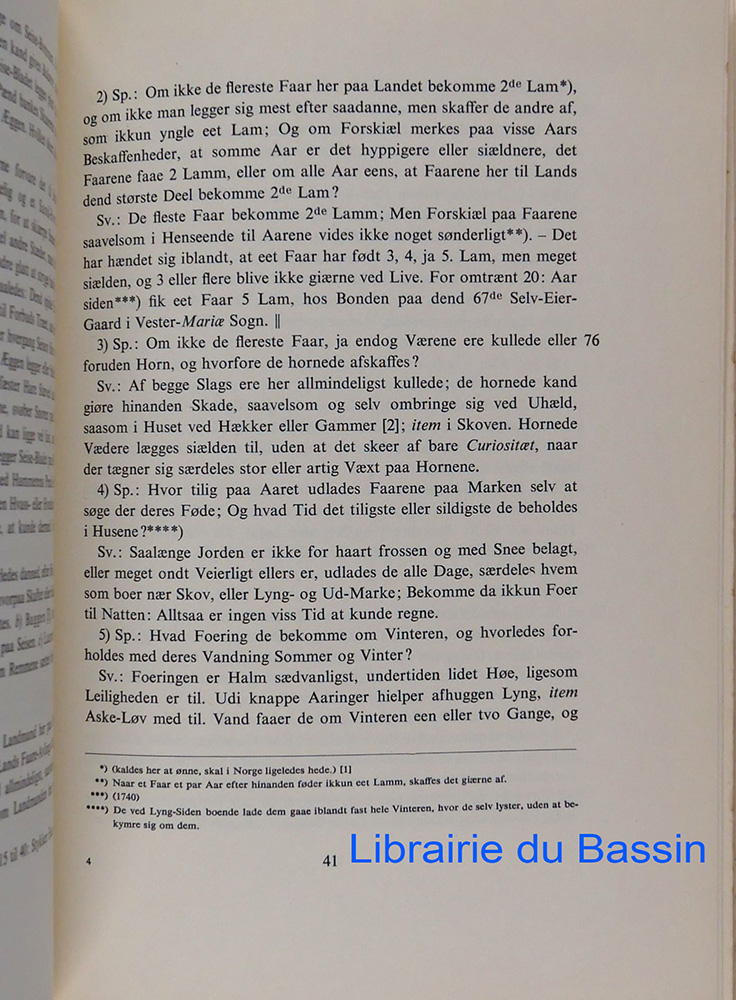 2) Sp.: Om ikke de flereste Faar her paa Landet bekomme 2de Lam*),
og om ikke man legger sig mest efter saadanne, men skaffer de andre af,
som ikkun yngle eet Lam; Og om Forskiæl merkes paa visse Aars
Beskaffenheder, at somme Aar er det hyppigere eller siældnere, det
Faarene faae 2 Lamm, eller om alle Aar eens, at Faarene her til Lands
dend største Deel bekomme 2de Lam?
Sv.: De fleste Faar bekomme 2de Lamm; Men Forskiæl paa Faarene
saavelsom i Henseende til Aarene vides ikke noget sønderligt**). – Det
har hændet sig iblandt, at eet Faar har født 3, 4, ja 5. Lam, men meget
siælden, og 3 eller flere blive ikke giærne ved Live. For omtrænt 20: Aar
siden***) fik eet Faar 5 Lam, hos Bonden paa dend 67de Selv-Eier-
Gaard i Vester-Mariæ Sogn. ||
3) Sp.: Om ikke de flereste Faar, ja endog Værene ere kullede eller 76
foruden Horn, og hvorfore de hornede afskaffes?
Sv.: Af begge Slags ere her allmindeligst kullede; de hornede kand
giøre hinanden Skade, saavelsom og selv ombringe sig ved Uhæld,
saasom i Huset ved Hækker eller Gammer [2]; item i Skoven. Hornede
Vædere lægges siælden til, uden at det skeer af bare Curiositæt, naar
der tægner sig særdeles stor eller artig Væxt paa Hornene.
4) Sp.: Hvor tilig paa Aaret udlades Faarene paa Marken selv at
søge der deres Føde; Og hvad Tid det tiligste eller sildigste de beholdes
i Husene?****)
Sv.: Saalænge Jorden er ikke for haart frossen og med Snee belagt,
eller meget ondt Veierligt ellers er, udlades de alle Dage, særdeles hvem
som boer nær Skov, eller Lyng- og Ud-Marke; Bekomme da ikkun Foer
til Natten: Alltsaa er ingen viss Tid at kunde regne.
5) Sp.: Hvad Foering de bekomme om Vinteren, og hvorledes for-
holdes med deres Vandning Sommer og Vinter?
Sv.: Foeringen er Halm sædvanligst, undertiden lidet Høe, ligesom
Leiligheden er til. Udi knappe Aaringer hielper afhuggen Lyng, item
Aske-Løv med til. Vand faaer de om Vinteren een eller tvo Gange, og
*) (kaldes her at ønne, skal i Norge ligeledes hede.) [1]
**) Naar et Faar et par Aar efter hinanden føder ikkun eet Lamm, skaffes det giærne af.
***) (1740)
****) De ved Lyng-Siden boende lade dem gaae iblandt fast hele Vinteren, hvor de selv lyster, uden at be-
kymre sig om dem.
4
41
Librairie du Bassin